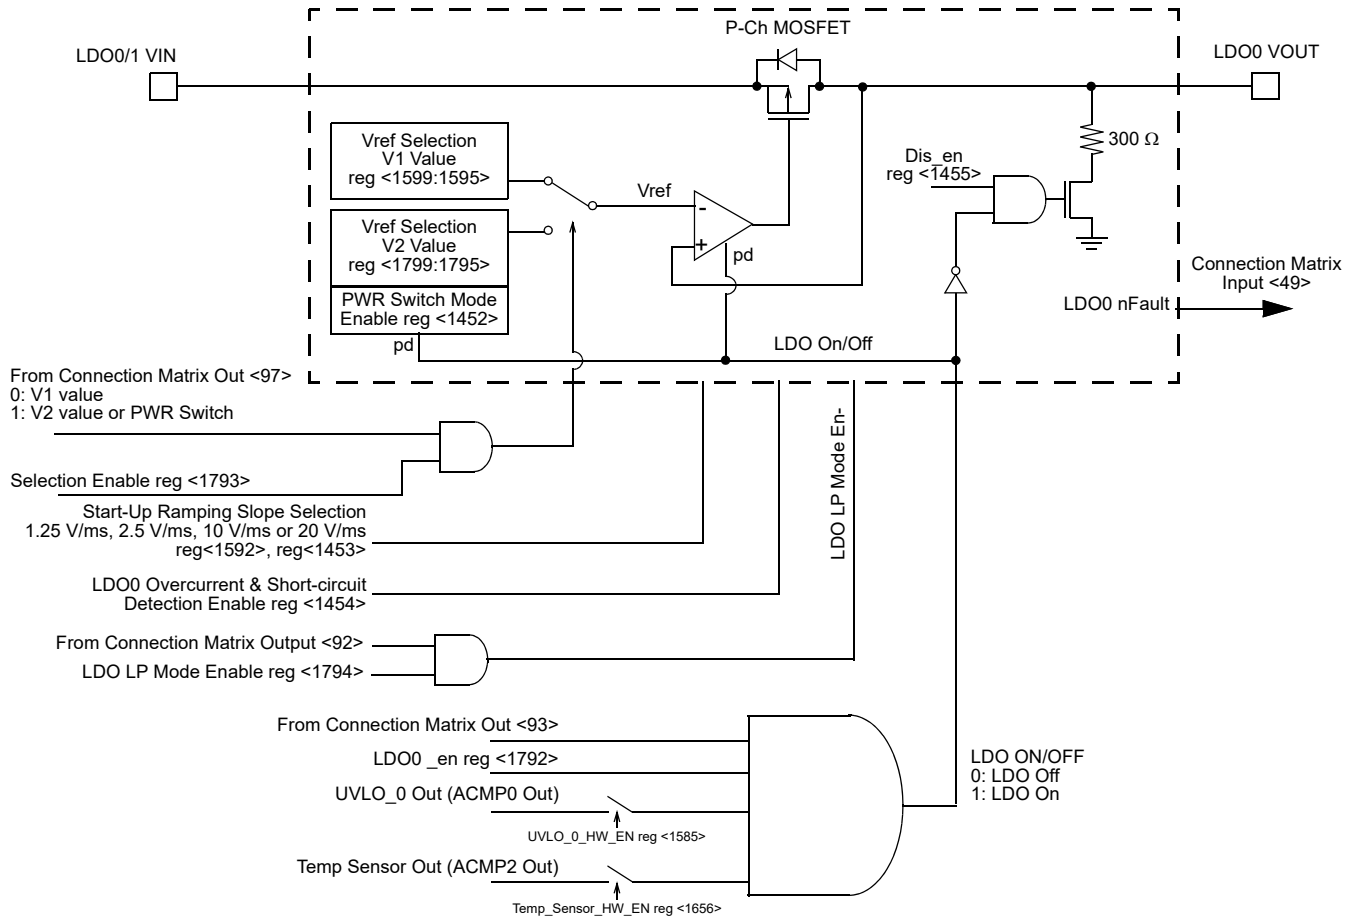 P-Ch MOSFET
LDO0/1 VIN
LDO0 VOUT
Vref Selection
V1 Value
reg <1599:1595>
300 Ω
Dis_en
reg <1455>
Vref
-
Vref Selection
V2 Value
reg <1799:1795>
+
pd
Connection Matrix
Input <49>
PWR Switch Mode
Enable reg <1452>
LDO0 nFault
pd
LDO On/Off
From Connection Matrix Out <97>
0: V1 value
1: V2 value or PWR Switch
LDO LP Mode En-
Selection Enable reg <1793>
Start-Up Ramping Slope Selection
1.25 V/ms, 2.5 V/ms, 10 V/ms or 20 V/ms
reg<1592>, reg<1453>
LDO0 Overcurrent & Short-circuit
Detection Enable reg <1454>
From Connection Matrix Output <92>
LDO LP Mode Enable reg <1794>
From Connection Matrix Out <93>
LDO0 _en reg <1792>
LDO ON/OFF
0: LDO Off
1: LDO On
UVLO_0 Out (ACMP0 Out)
UVLO_0_HW_EN reg <1585>
Temp Sensor Out (ACMP2 Out)
Temp_Sensor_HW_EN reg <1656>